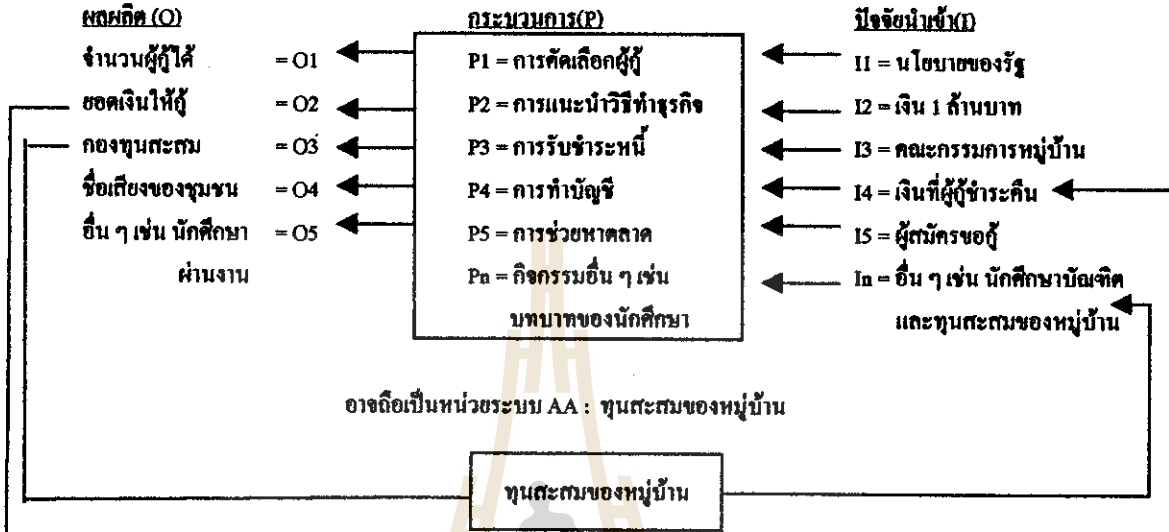 ผลผลิต (O) กระบวนการ(P) ปัจจัยนำเข้า(I)
จำนวนผู้กู้ได้ = O1 P1 = การคัดเลือกผู้กู้ I1 = นโยบายของรัฐ
ยอดเงินให้กู้ = O2 P2 = การแนะนำวิธีทำธุรกิจ I2 = เงิน 1 ล้านบาท
กองทุนสะสม = O3 P3 = การรับชำระหนี้ I3 = คณะกรรมการหมู่บ้าน
ชื่อเสียงของชุมชน = O4 P4 = การทำบัญชี I4 = เงินที่ผู้กู้ชำระคืน
อื่น ๆ เช่น นักศึกษา = O5 P5 = การช่วยหาตลาด I5 = ผู้สมัครขอกู้
ผ่านงาน Pn = กิจกรรมอื่น ๆ เช่น In = อื่น ๆ เช่น นักศึกษาบัณฑิต
บทบาทของนักศึกษา และทุนสะสมของหมู่บ้าน
อาจถือเป็นหน่วยระบบ AA : ทุนสะสมของหมู่บ้าน
ทุนสะสมของหมู่บ้าน